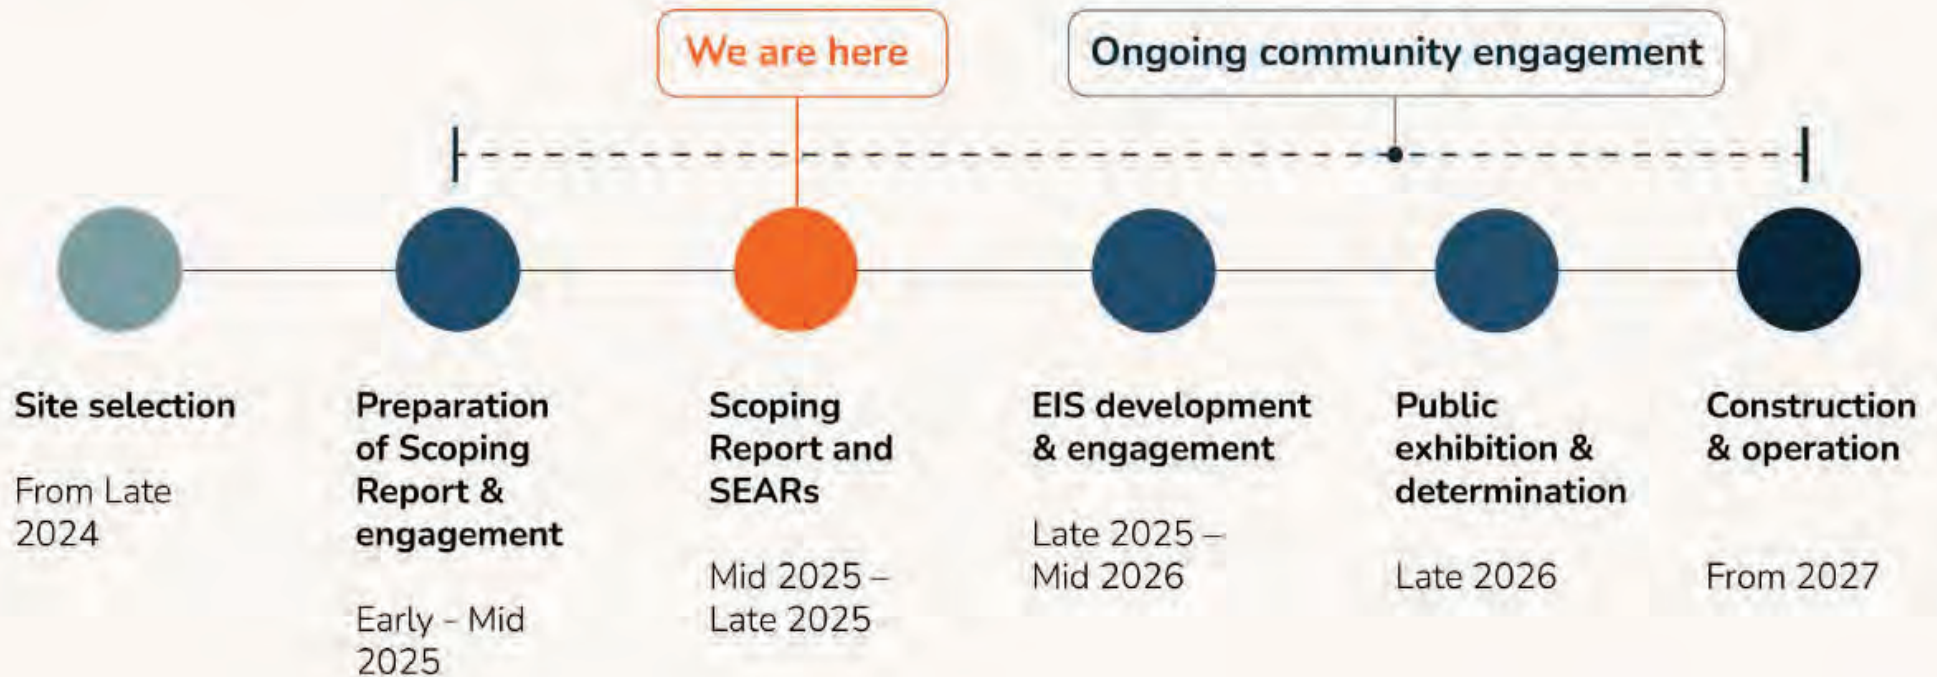 We are here
Ongoing community engagement
Site selection
From Late
2024
Preparation
of Scoping
Report &
engagement
Early - Mid
2025
Scoping
Report and
SEARs
Mid 2025 –
Late 2025
EIS development
& engagement
Late 2025 –
Mid 2026
Public
exhibition &
determination
Late 2026
Construction
& operation
From 2027